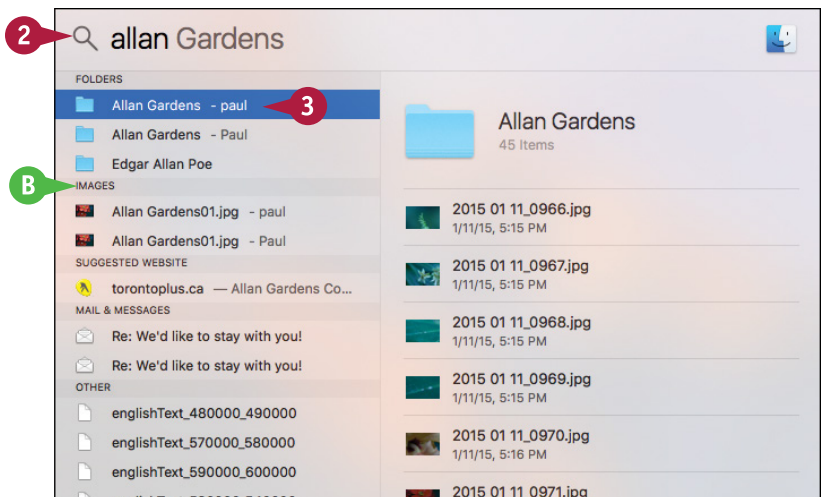 2
allan Gardens
FOLDERS
Allan Gardens - paul
3
Allan Gardens - Paul
Edgar Allan Poe
B
IMAGES
Allan Gardens01.jpg - paul
Allan Gardens01.jpg - Paul
SUGGESTED WEBSITE
torontoplus.ca — Allan Gardens Co...
MAIL & MESSAGES
Re: We'd like to stay with you!
Re: We'd like to stay with you!
OTHER
englishText_480000_490000
englishText_570000_580000
englishText_590000_600000
Allan Gardens
45 Items
2015 01 11_0966.jpg
1/11/15, 5:15 PM
2015 01 11_0967.jpg
1/11/15, 5:15 PM
2015 01 11_0968.jpg
1/11/15, 5:15 PM
2015 01 11_0969.jpg
1/11/15, 5:15 PM
2015 01 11_0970.jpg
1/11/15, 5:16 PM
2015 01 11_0971.jpg